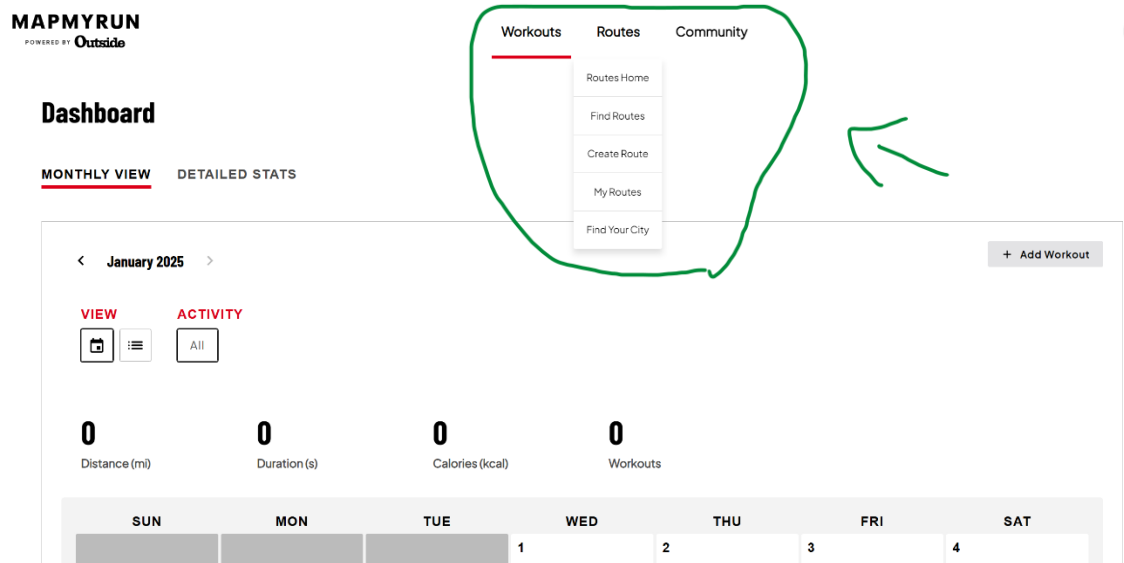 MAPMYRUN
POWERED BY Outside
Workouts Routes Community
Routes Home
Find Routes
Create Route
My Routes
Find Your City
Dashboard
MONTHLY VIEW DETAILED STATS
January 2025
+ Add Workout
VIEW ACTIVITY
All
0 0 0 0
Distance (mi) Duration (s) Calories (kcal) Workouts
SUN MON TUE WED THU FRI SAT
1 2 3 4